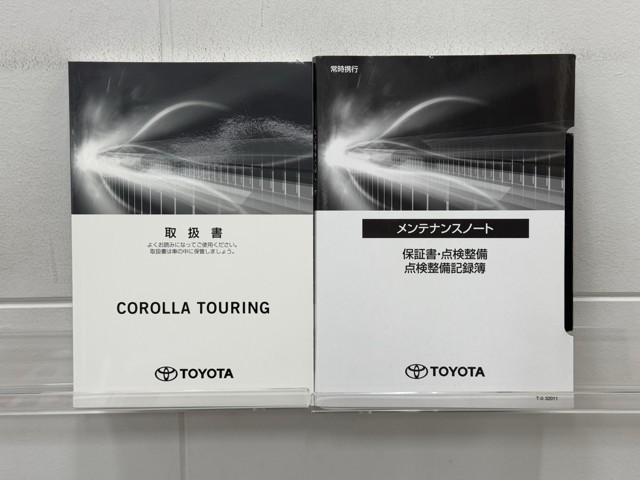 取扱書
よくお読みになってご使用ください。
取扱書は車の中に保管しましょう。
COROLLA TOURING
TOYOTA
常時携行
メンテナンスノート
保証書・点検整備
点検整備記録簿
TOYOTA
T-0 32011